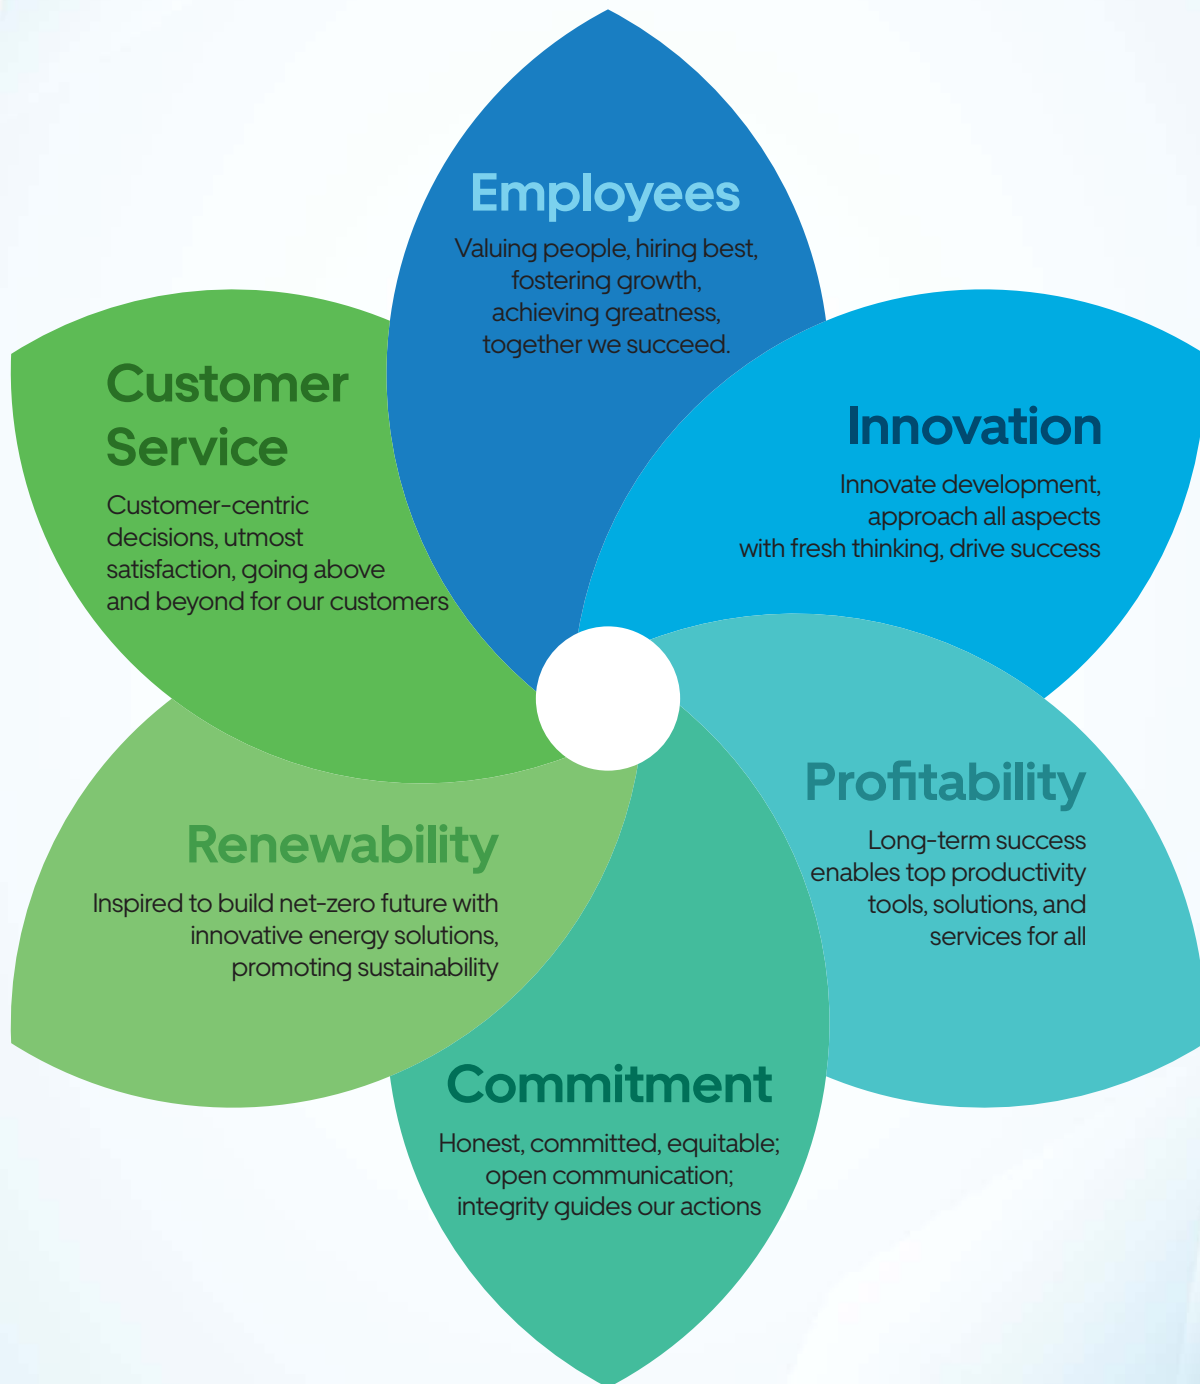 Employees
Valuing people, hiring best,
fostering growth,
achieving greatness,
together we succeed.
Customer
Service
Customer-centric
decisions, utmost
satisfaction, going above
and beyond for our customers
Innovation
Innovate development,
approach all aspects
with fresh thinking, drive success
Profitability
Long-term success
enables top productivity
tools, solutions, and
services for all
Renewability
Inspired to build net-zero future with
innovative energy solutions,
promoting sustainability
Commitment
Honest, committed, equitable;
open communication;
integrity guides our actions